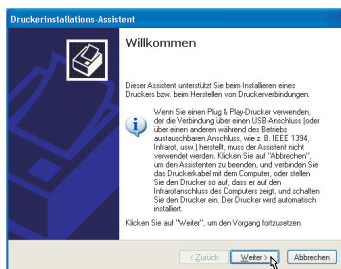 Druckerinstallations-Assistent
Willkommen
Dieser Assistent unterstützt Sie beim Installieren eines
Druckers bzw. beim Herstellen von Druckerverbindungen.
Wenn Sie einen Plug & Play-Drucker verwenden,
der die Verbindung über einen USB-Anschluss (oder
über einen anderen während des Betriebs
austauschbaren Anschluss, wie z. B. IEEE 1394,
Infrarot, usw.) herstellt, muss der Assistent nicht
verwendet werden. Klicken Sie auf "Abbrechen",
um den Assistenten zu beenden, und verbinden Sie
das Druckerkabel mit dem Computer, oder stellen
Sie den Drucker so auf, dass er auf den
Infrarotanschluss des Computers zeigt, und schalten
Sie den Drucker ein. Der Drucker wird automatisch
installiert.
Klicken Sie auf "Weiter", um den Vorgang fortzusetzen.
< Zurück Weiter > Abbrechen